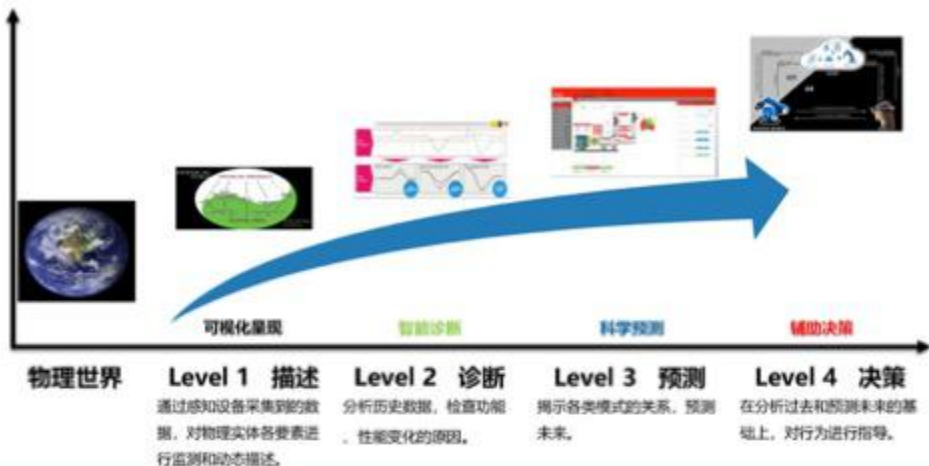 可视化呈现
智能诊断
科学预测
辅助决策
物理世界
Level 1 描述
通过感知设备采集到的数
据，对物理实体各要素进
行监测和动态描述。
Level 2 诊断
分析历史数据，检查功能
、性能变化的原因。
Level 3 预测
揭示各类模式的关系，预测
未来。
Level 4 决策
在分析过去和预测未来的基
础上，对行为进行指导。